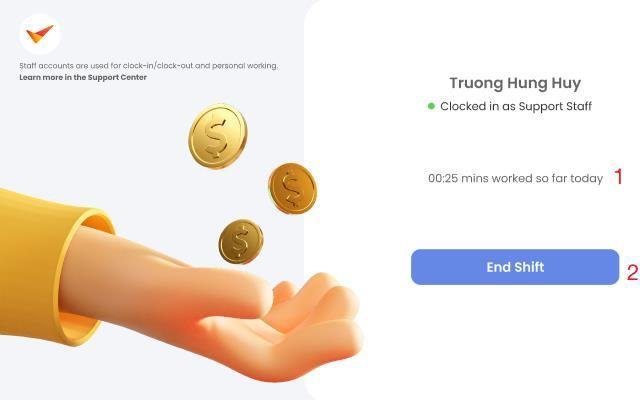 Staff accounts are used for clock-in/clock-out and personal working.
Learn more in the Support Center
Truong Hung Huy
Clocked in as Support Staff
00:25 mins worked so far today 1
End Shift 2